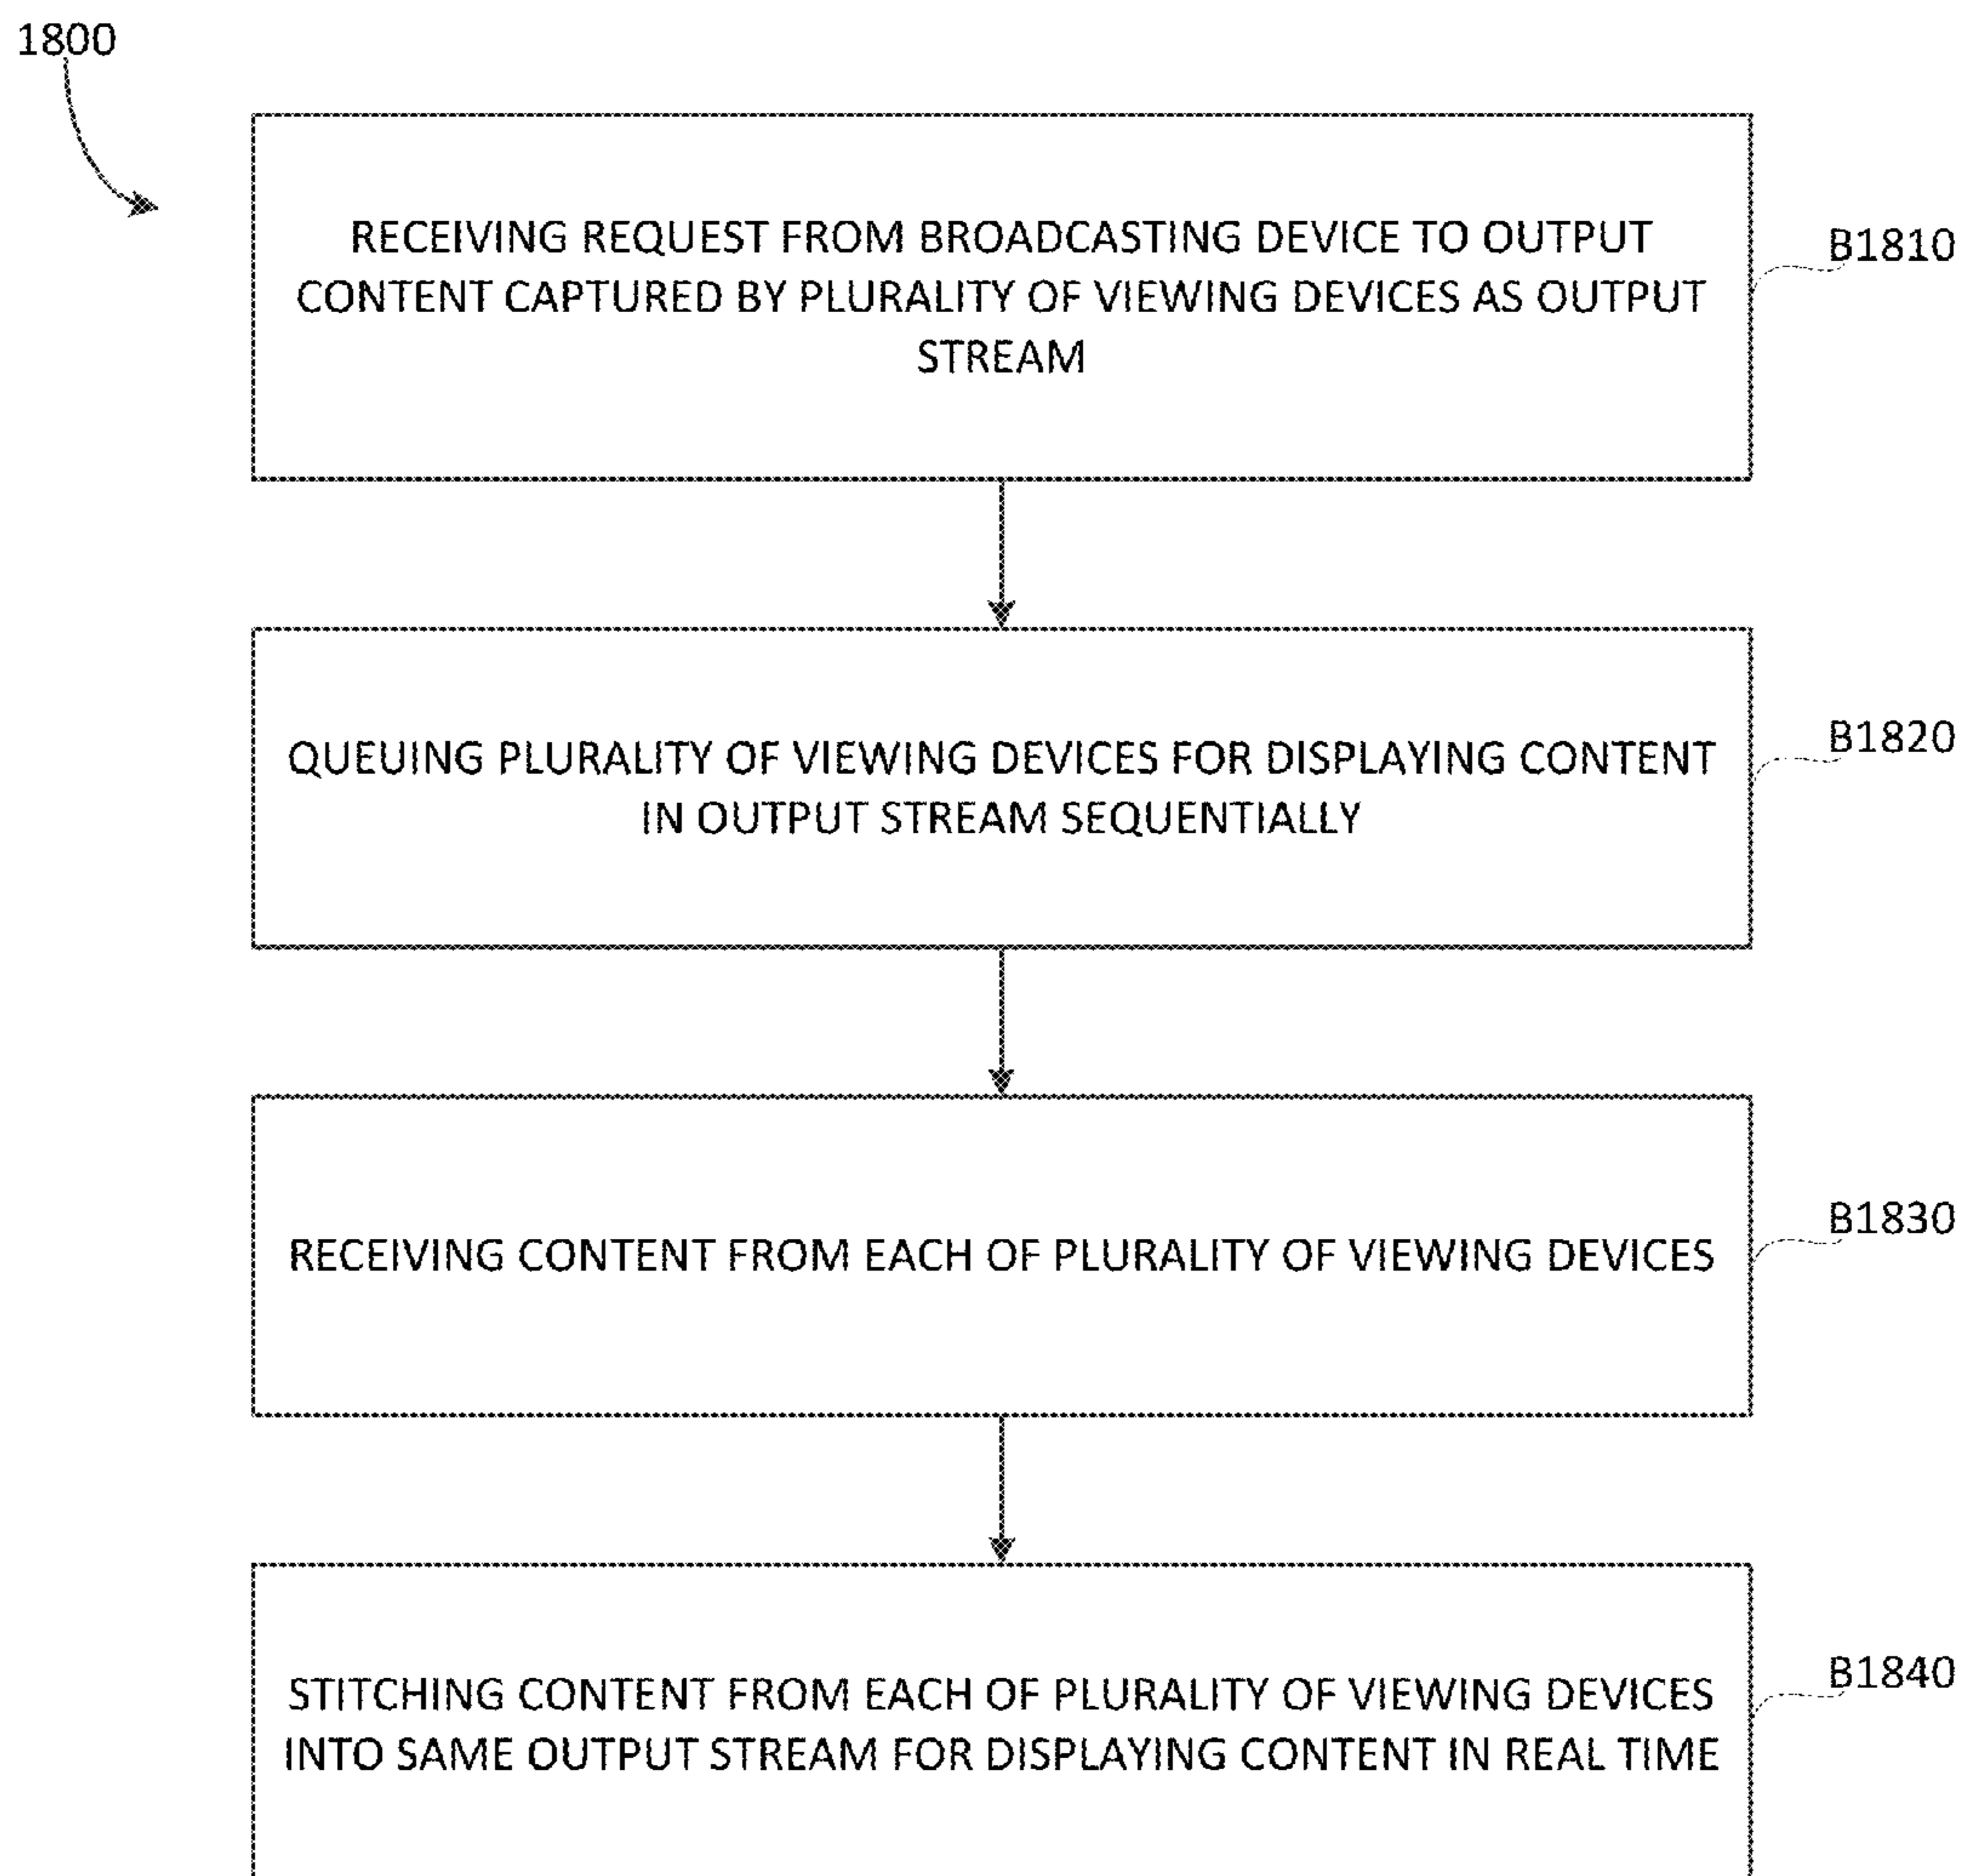 1800
RECEIVING REQUEST FROM BROADCASTING DEVICE TO OUTPUT
CONTENT CAPTURED BY PLURALITY OF VIEWING DEVICES AS OUTPUT
STREAM
B1810
QUEUING PLURALITY OF VIEWING DEVICES FOR DISPLAYING CONTENT
IN OUTPUT STREAM SEQUENTIALLY
B1820
RECEIVING CONTENT FROM EACH OF PLURALITY OF VIEWING DEVICES
B1830
STITCHING CONTENT FROM EACH OF PLURALITY OF VIEWING DEVICES
INTO SAME OUTPUT STREAM FOR DISPLAYING CONTENT IN REAL TIME
B1840